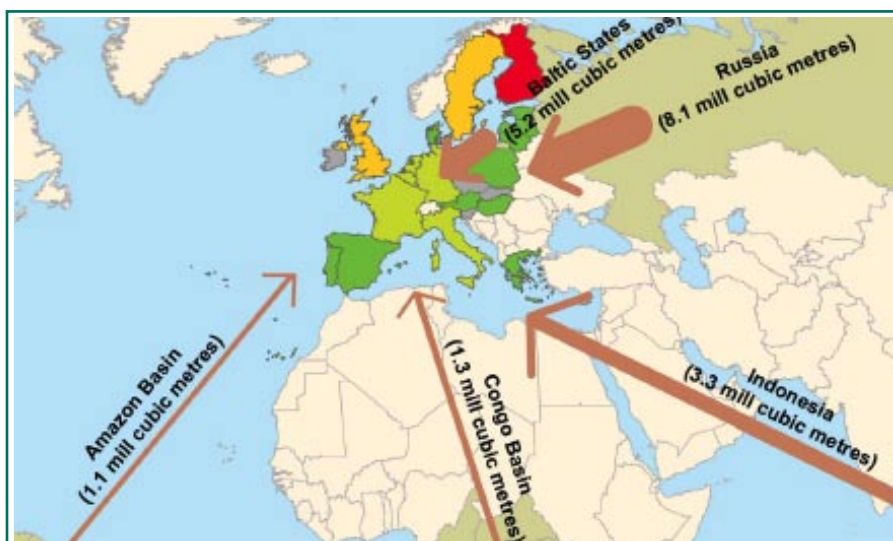 Baltic States
(5.2 mill cubic metres)
Russia
(8.1 mill cubic metres)
Amazon Basin
(1.1 mill cubic metres)
Congo Basin
(1.3 mill cubic metres)
Indonesia
(3.3 mill cubic metres)